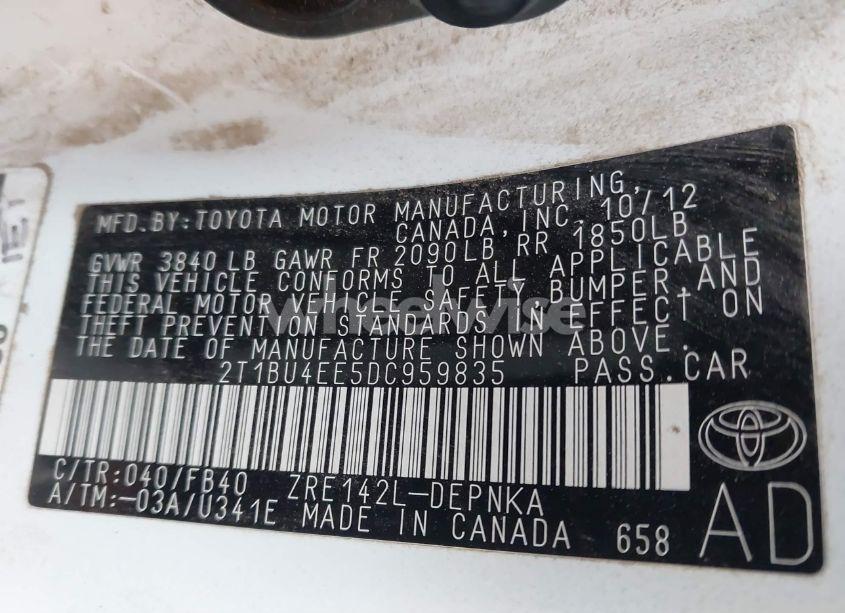 MFD.BY:TOYOTA MOTOR MANUFACTURING,
CANADA,INC. 10/12
GVWR 3840 LB GAWR FR 2090LB RR 1850LB
THIS VEHICLE CONFORMS TO ALL APPLICABLE
FEDERAL MOTOR VEHICLE SAFETY, BUMPER,AND
THEFT PREVENTION STANDARDS IN EFFECT ON
THE DATE OF MANUFACTURE SHOWN ABOVE.
2T1BU4EE5DC959835 PASS.CAR
C/TR:040/FB40 ZRE142L-DEPNKA
A/TM:-03A/U341E MADE IN CANADA 658
AD
wheelwise